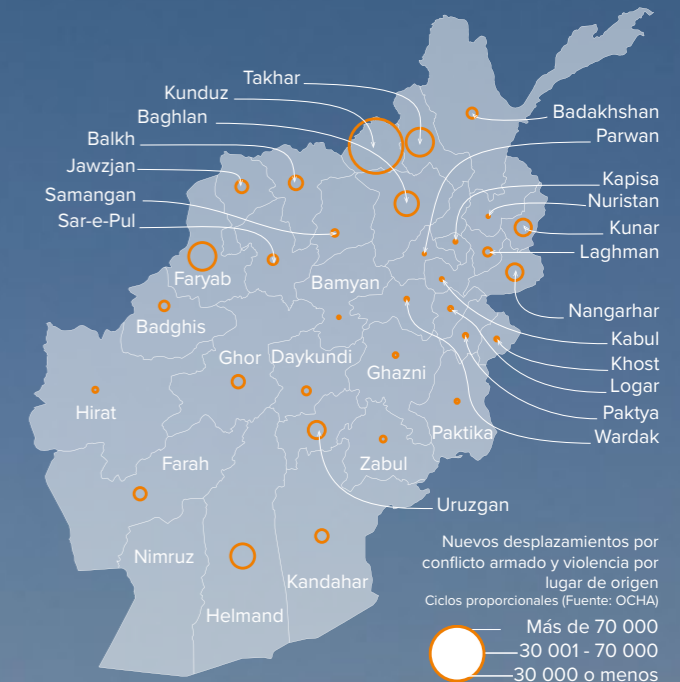 Takhar
Kunduz
Baghlan
Balkh
Jawzjan
Samangan
Sar-e-Pul
Badakhshan
Parwan
Kapisa
Nuristan
Kunar
Laghman
Nangarhar
Kabul
Khost
Logar
Paktya
Wardak
Faryab
Bamyan
Badghis
Ghor
Daykundi
Ghazni
Hirat
Paktika
Farah
Zabul
Uruzgan
Nimruz
Kandahar
Helmand
Nuevos desplazamientos por
conflicto armado y violencia por
lugar de origen
Ciclos proporcionales (Fuente: OCHA)
Más de 70 000
30 001 - 70 000
30 000 o menos